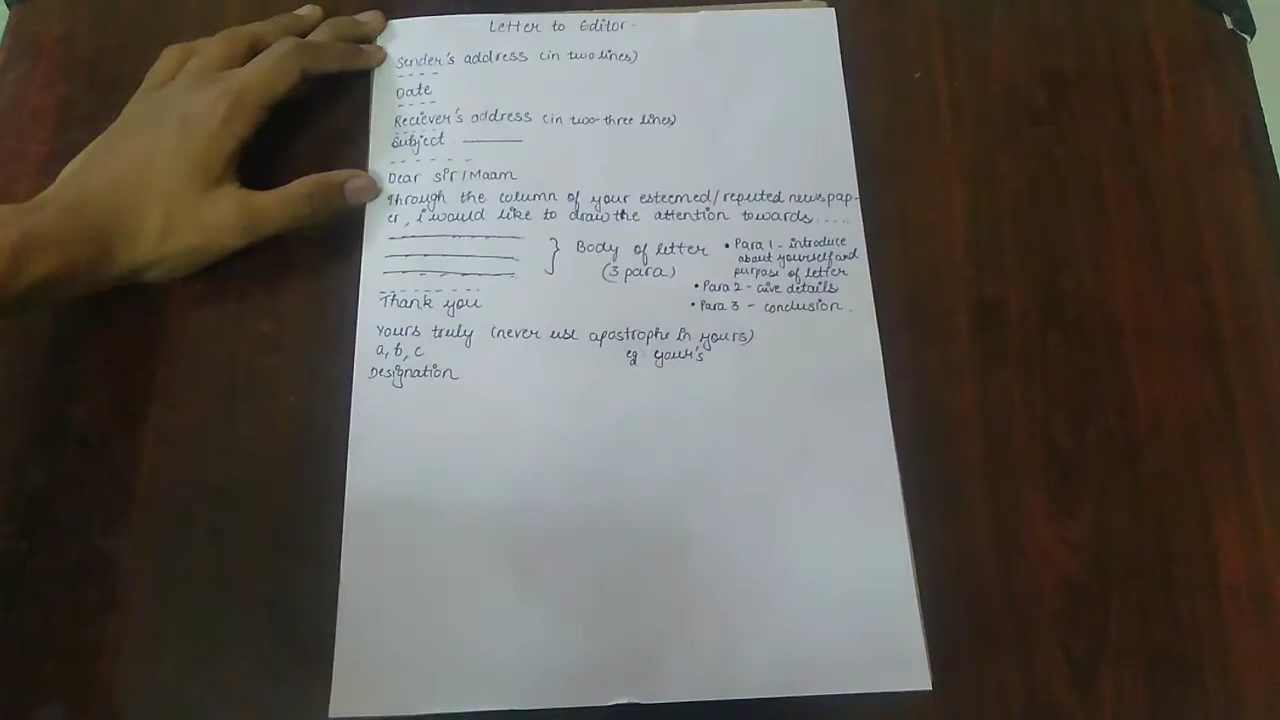 Letter to Editor -
Sender's address (in two lines)
- - - -
Date
- - - -
Reciever's address (in two-three lines)
Subject
- - - - - -
Dear Sir/Maam
Through the column of your esteemed/reputed newspap-
er, i would like to draw the attention towards.....
Body of letter
(3 para)
• Para 1 - introduce
about yourself and
purpose of letter
• Para 2 - Give details
• Para 3 - conclusion.
Thank you
Yours truly (never use apostrophe in yours)
a, b, c
eg your's
Designation